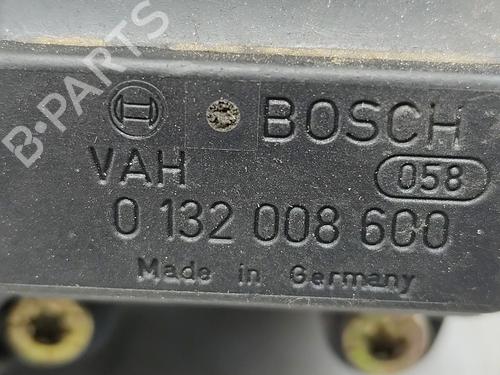 BOSCH
VAH
058
0 132 008 600
Made in Germany
B-PARTS